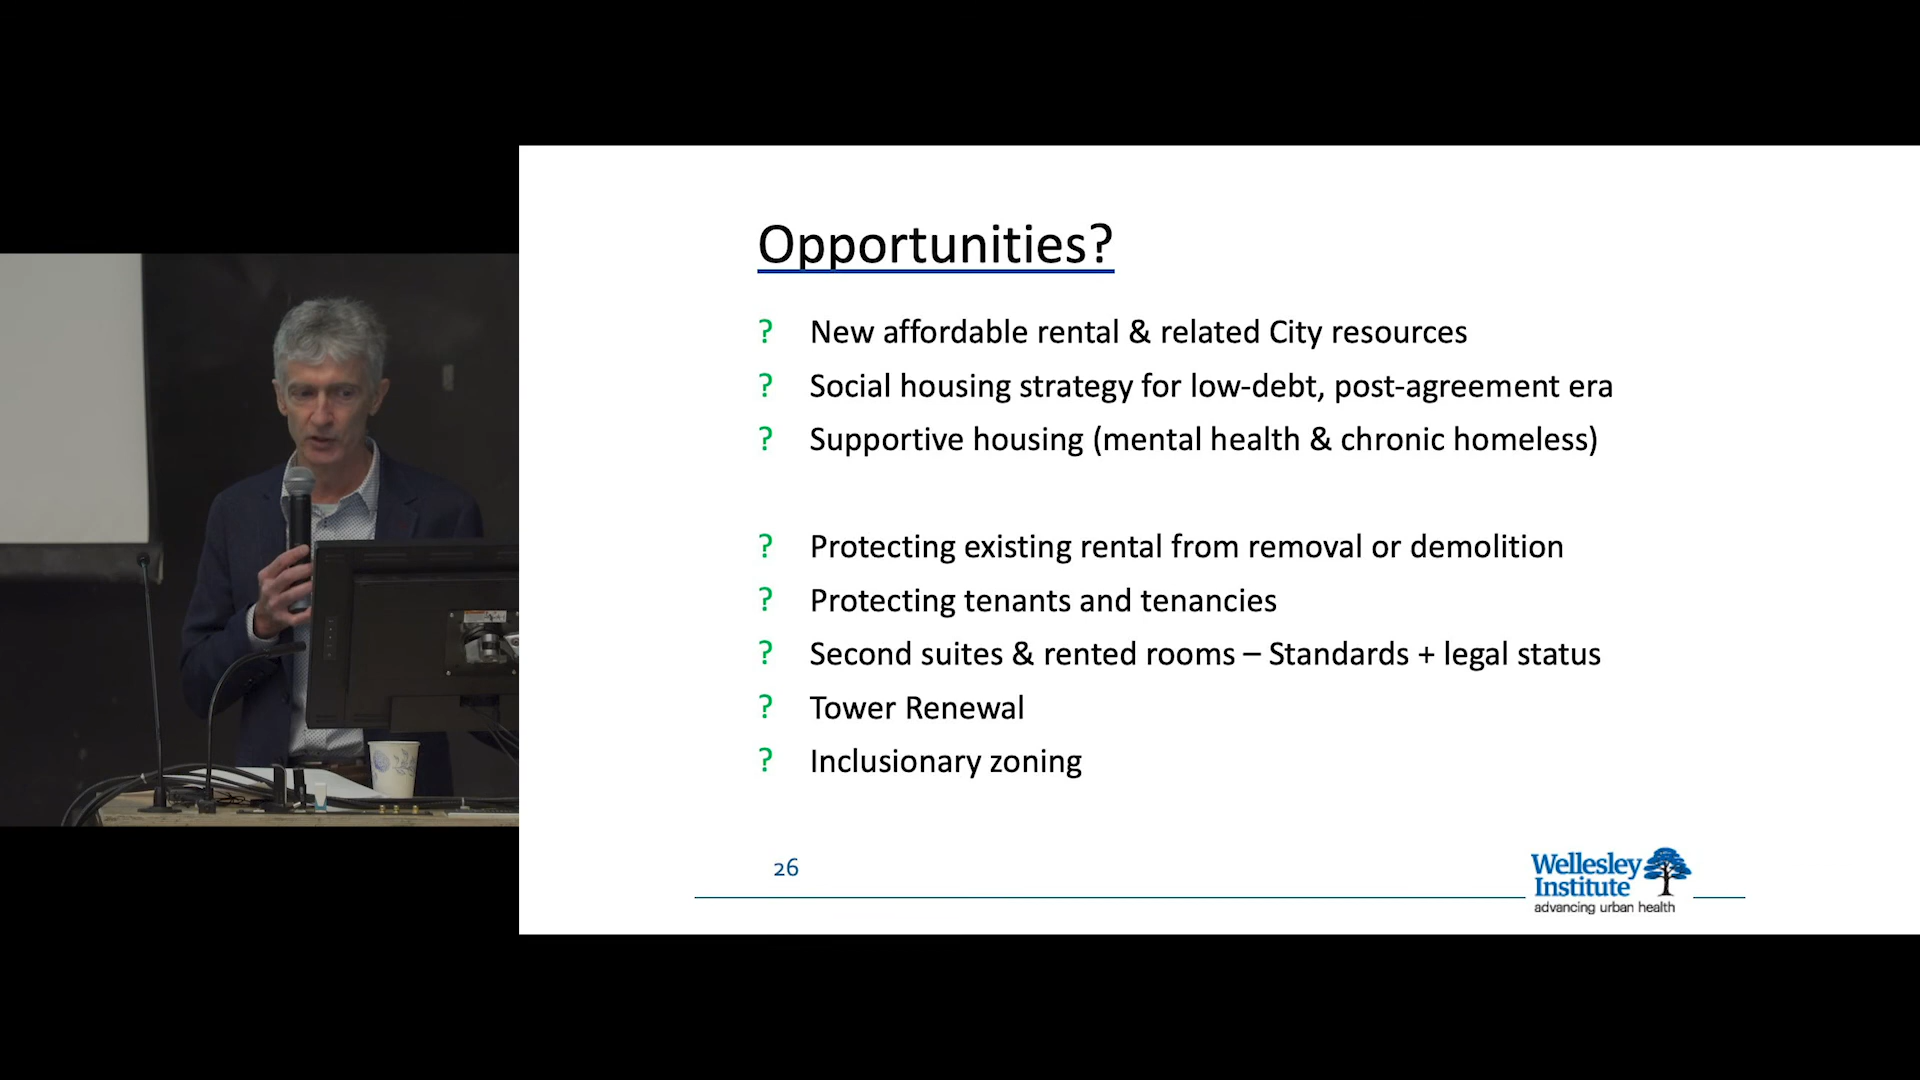 Opportunities?
? New affordable rental & related City resources
? Social housing strategy for low-debt, post-agreement era
? Supportive housing (mental health & chronic homeless)
? Protecting existing rental from removal or demolition
? Protecting tenants and tenancies
? Second suites & rented rooms – Standards + legal status
? Tower Renewal
? Inclusionary zoning
26
Wellesley
Institute
advancing urban health